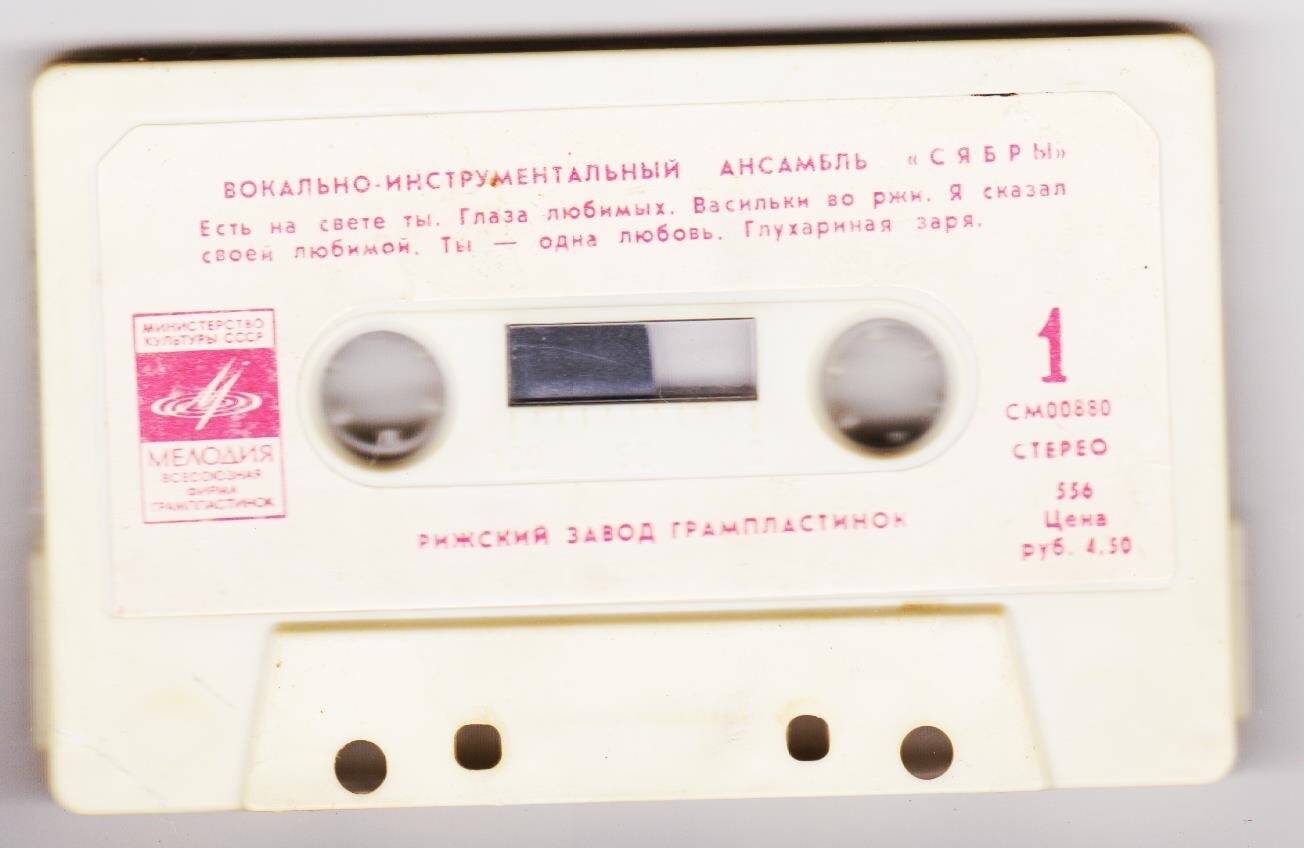 ВОКАЛЬНО-ИНСТРУМЕНТАЛЬНЫЙ АНСАМБЛЬ «СЯБРЫ»
Есть на свете ты. Глаза любимых. Васильки во ржи. Я сказал
своей любимой. Ты — одна любовь. Глухариная заря.
МИНИСТЕРСТВО
КУЛЬТУРЫ СССР
МЕЛОДИЯ
ВСЕСОЮЗНАЯ
ФИРМА
ГРАМПЛАСТИНОК
1
СМ00880
СТЕРЕО
556
Цена
руб. 4,50
РИЖСКИЙ ЗАВОД ГРАМПЛАСТИНОК